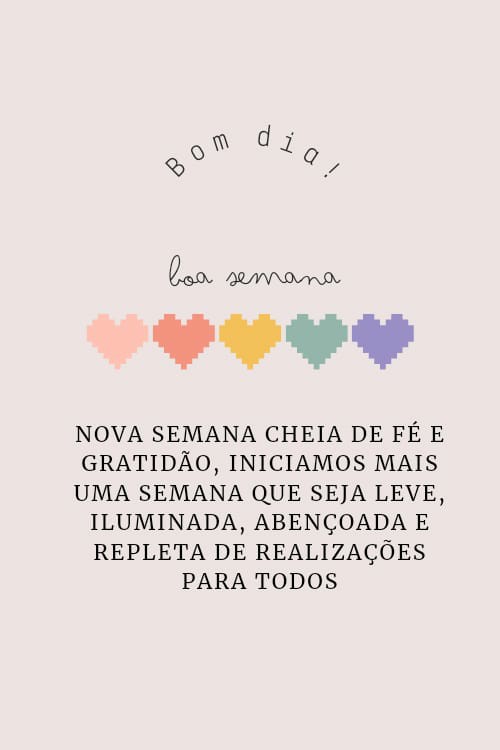 Bom dia!
boa semana
NOVA SEMANA CHEIA DE FÉ E
GRATIDÃO, INICIAMOS MAIS
UMA SEMANA QUE SEJA LEVE,
ILUMINADA, ABENÇOADA E
REPLETA DE REALIZAÇÕES
PARA TODOS